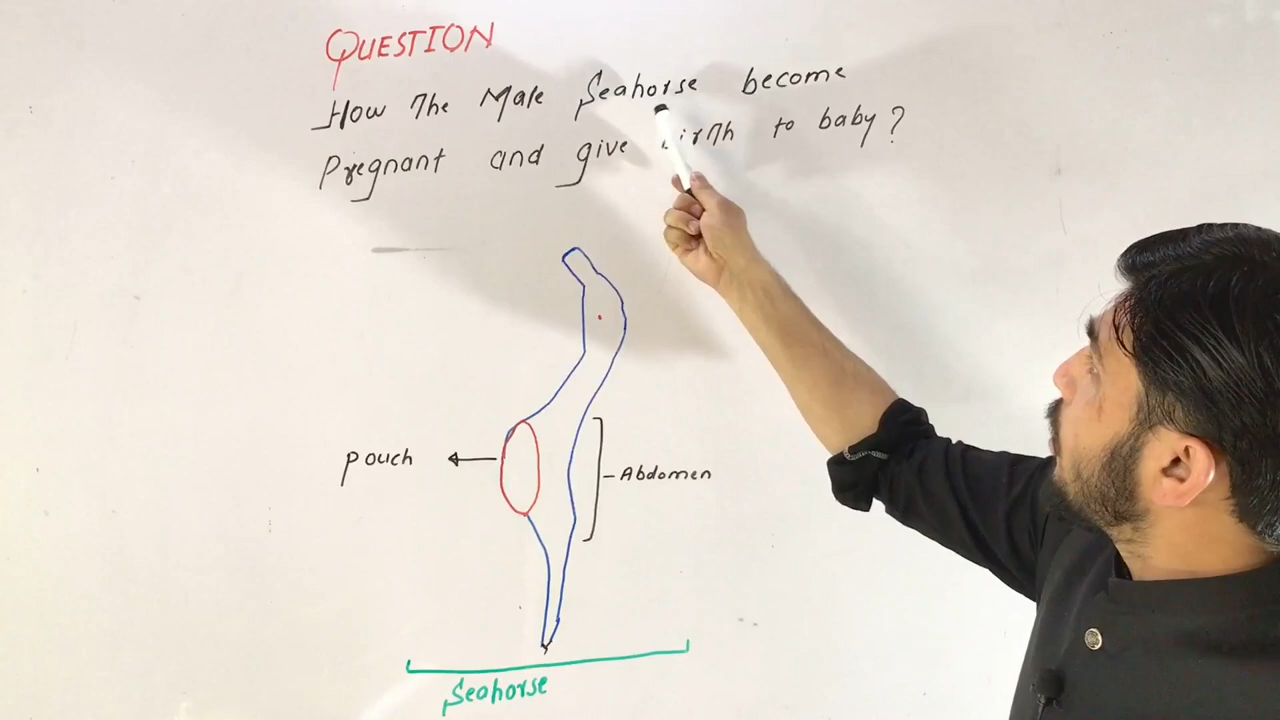 QUESTION
How The Male Seahorse become
Pregnant and give birth to baby?
pouch
Abdomen
Seahorse